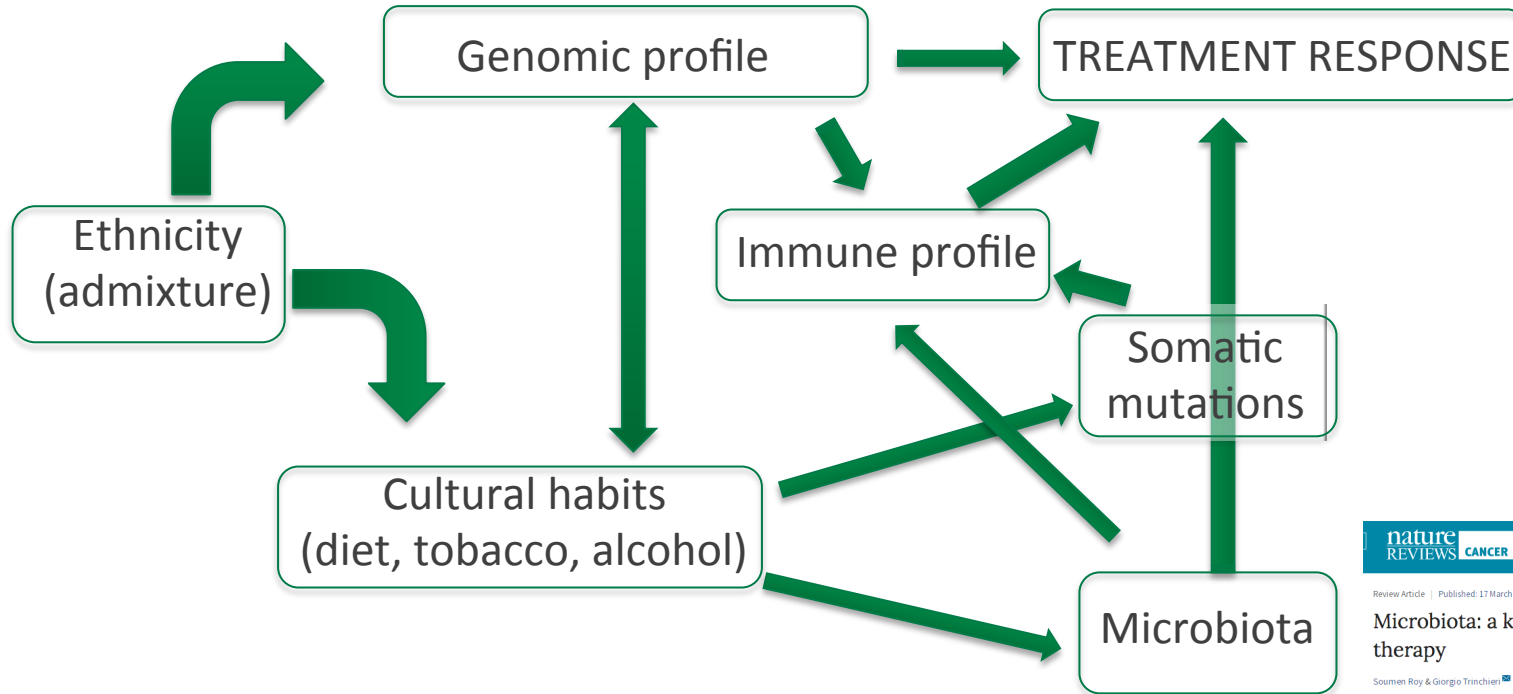 Genomic profile
TREATMENT RESPONSE
Ethnicity
(admixture)
Immune profile
Somatic
mutations
Cultural habits
(diet, tobacco, alcohol)
Microbiota
nature
REVIEWS CANCER
Review Article | Published: 17 March
Microbiota: a k
therapy
Soumen Roy & Giorgio Trinchieri